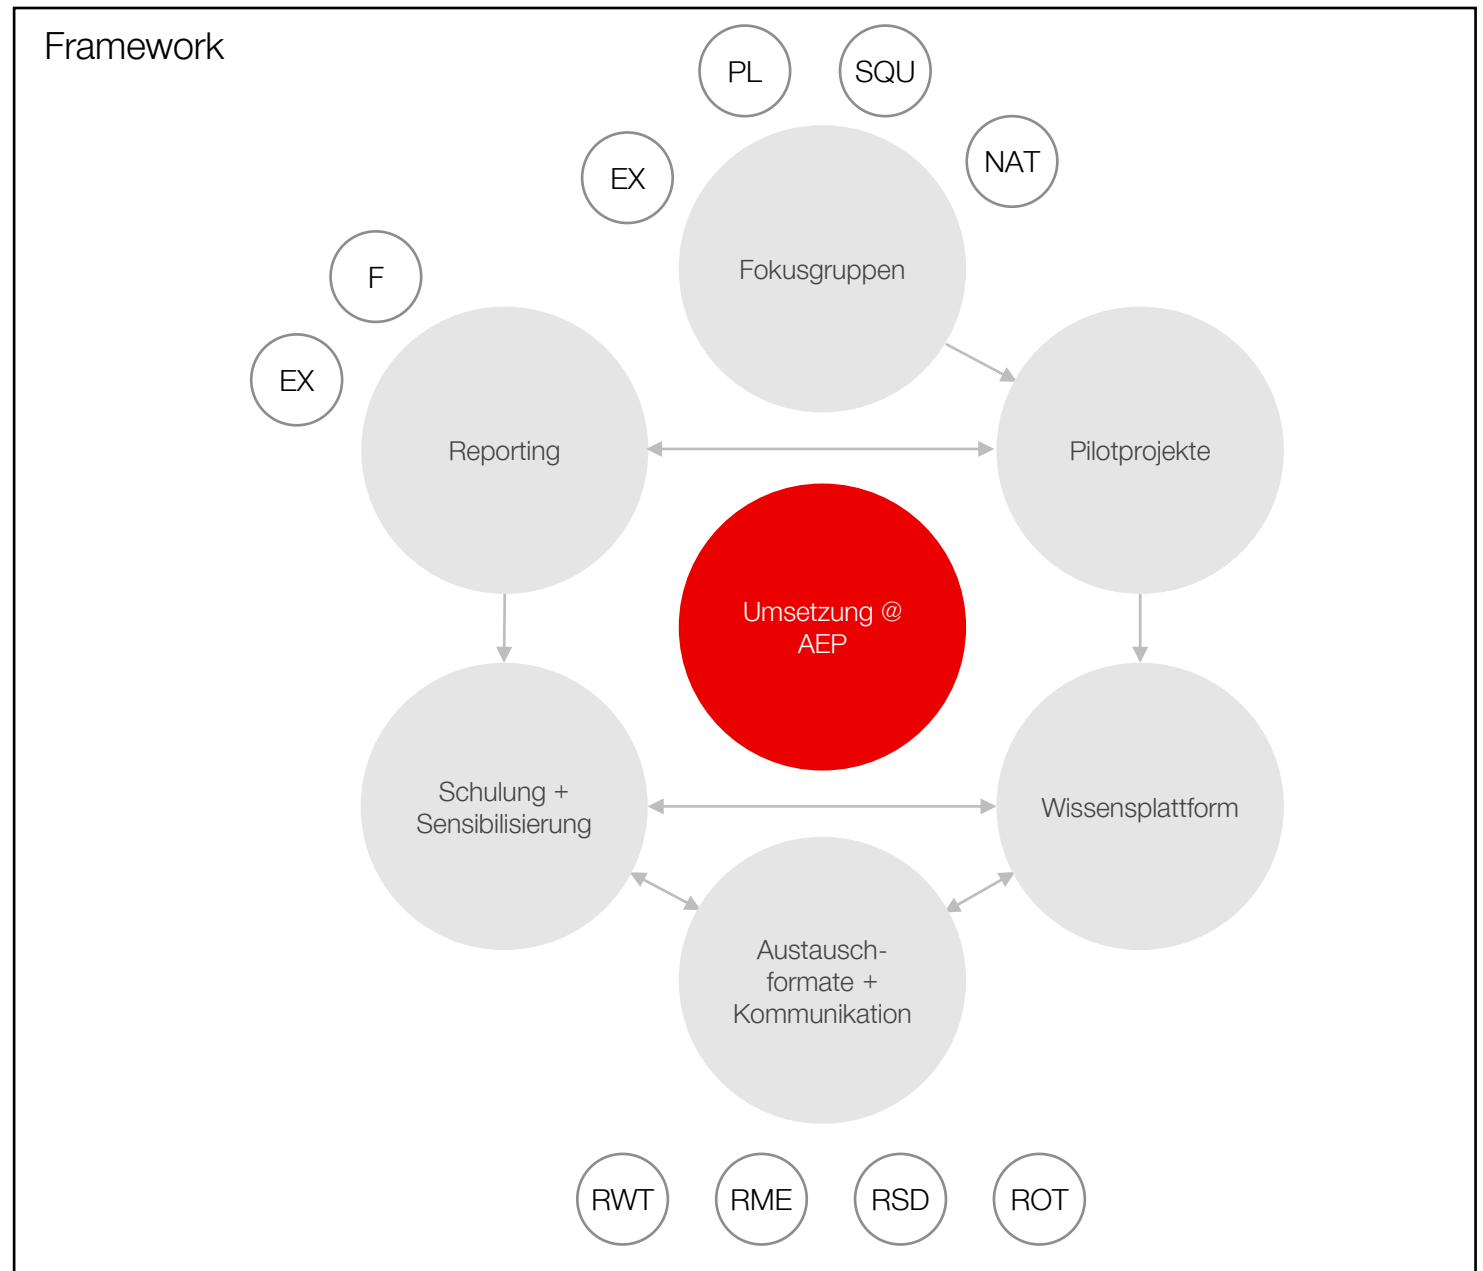 Framework
PL
SQU
NAT
EX
Fokusgruppen
F
EX
Reporting
Pilotprojekte
Umsetzung @
AEP
Schulung +
Sensibilisierung
Wissensplattform
Austausch-
formate +
Kommunikation
RWT
RME
RSD
ROT